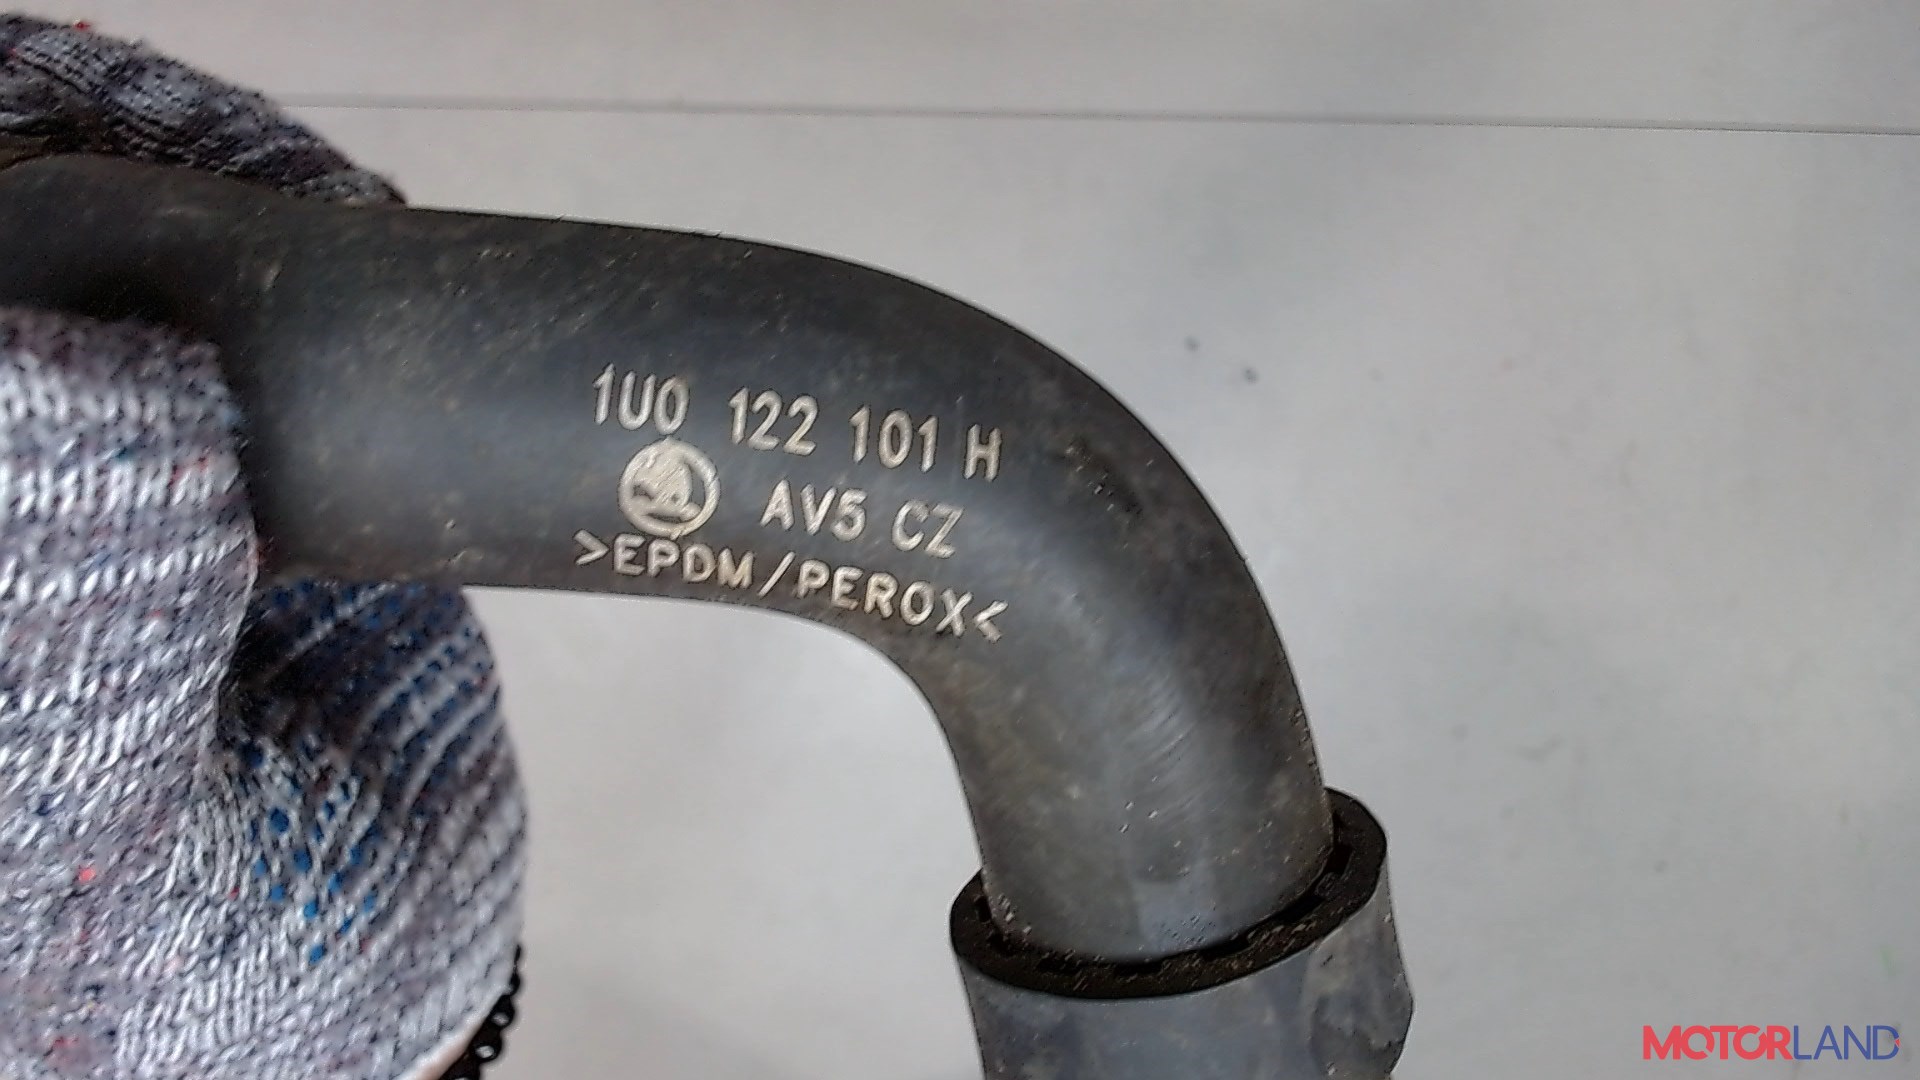 1U0 122 101 H
AV5 CZ
>EPDM/PEROX<
MOTORLAND